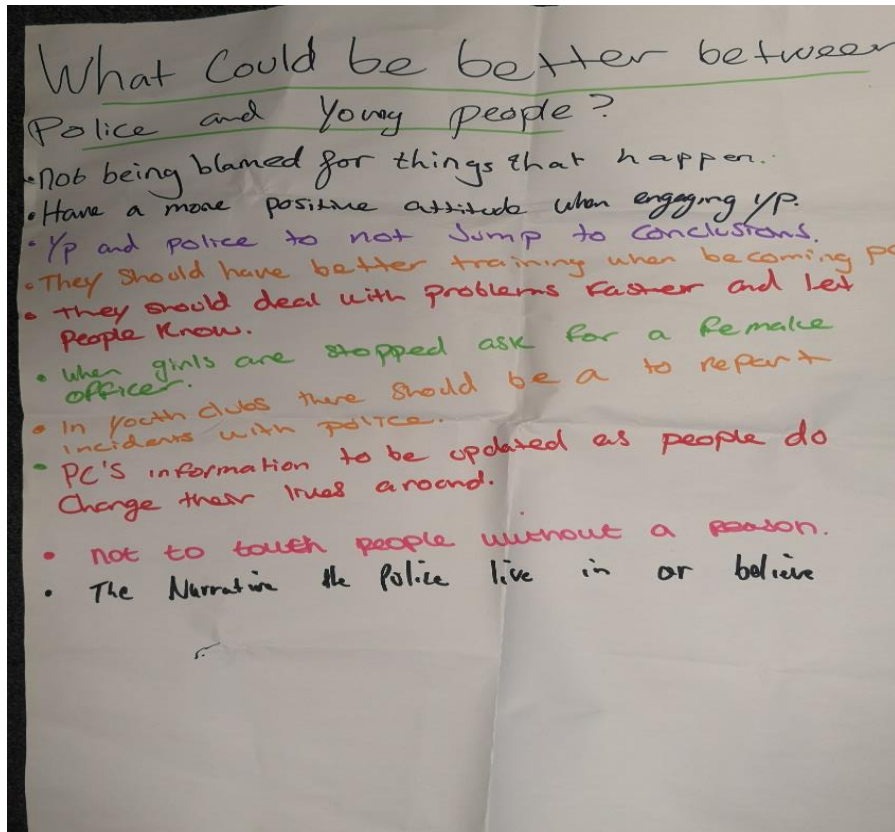 What Could be better between
Police and Young people?
• Not being blamed for things that happen..
• Have a more positive attitude when engaging YP.
• YP and police to not Jump to conclusions.
• They should have better training when becoming po
• They should deal with problems faster and let
People know.
• When girls are stopped ask for a female
officer.
• In youth clubs there should be a to report
incidents with police.
• PC's information to be updated as people do
Change their lives around.
• not to touch people without a reason.
• The Narrative the Police live in or believe